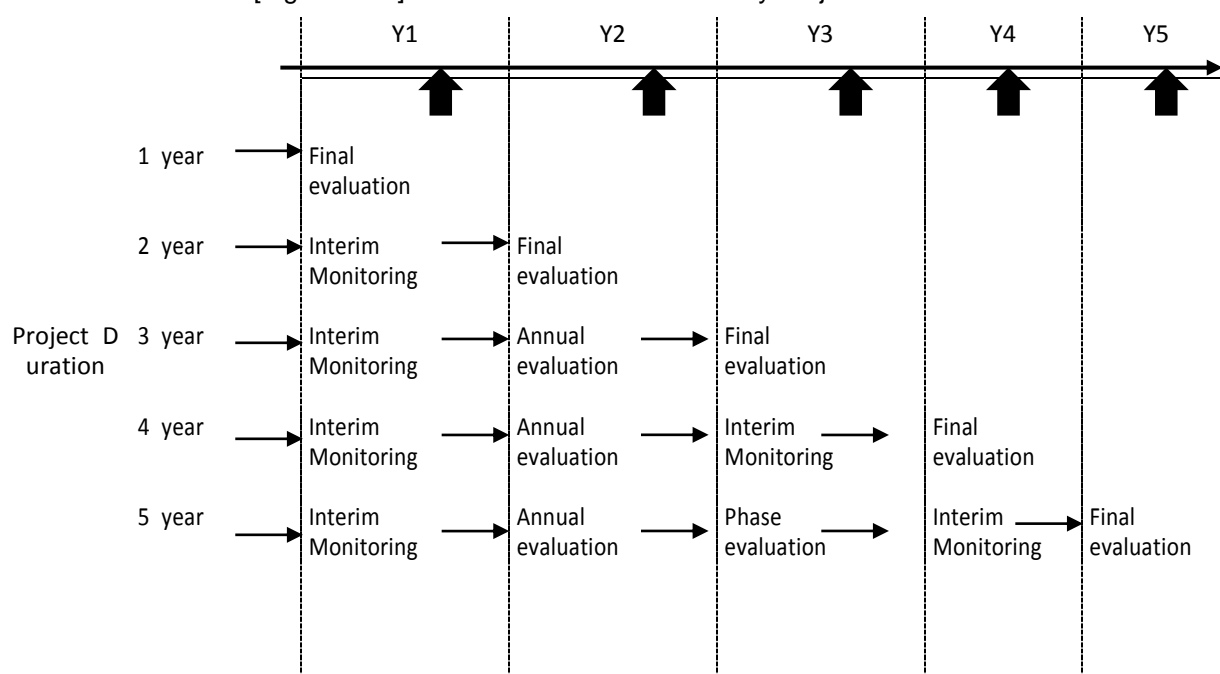 Y1 Y2 Y3 Y4 Y5
1 year Final
evaluation
2 year Interim Final
Monitoring evaluation
Project D 3 year Interim Annual Final
uration Monitoring evaluation evaluation
4 year Interim Annual Interim Final
Monitoring evaluation Monitoring evaluation
5 year Interim Annual Phase Interim Final
Monitoring evaluation evaluation Monitoring evaluation